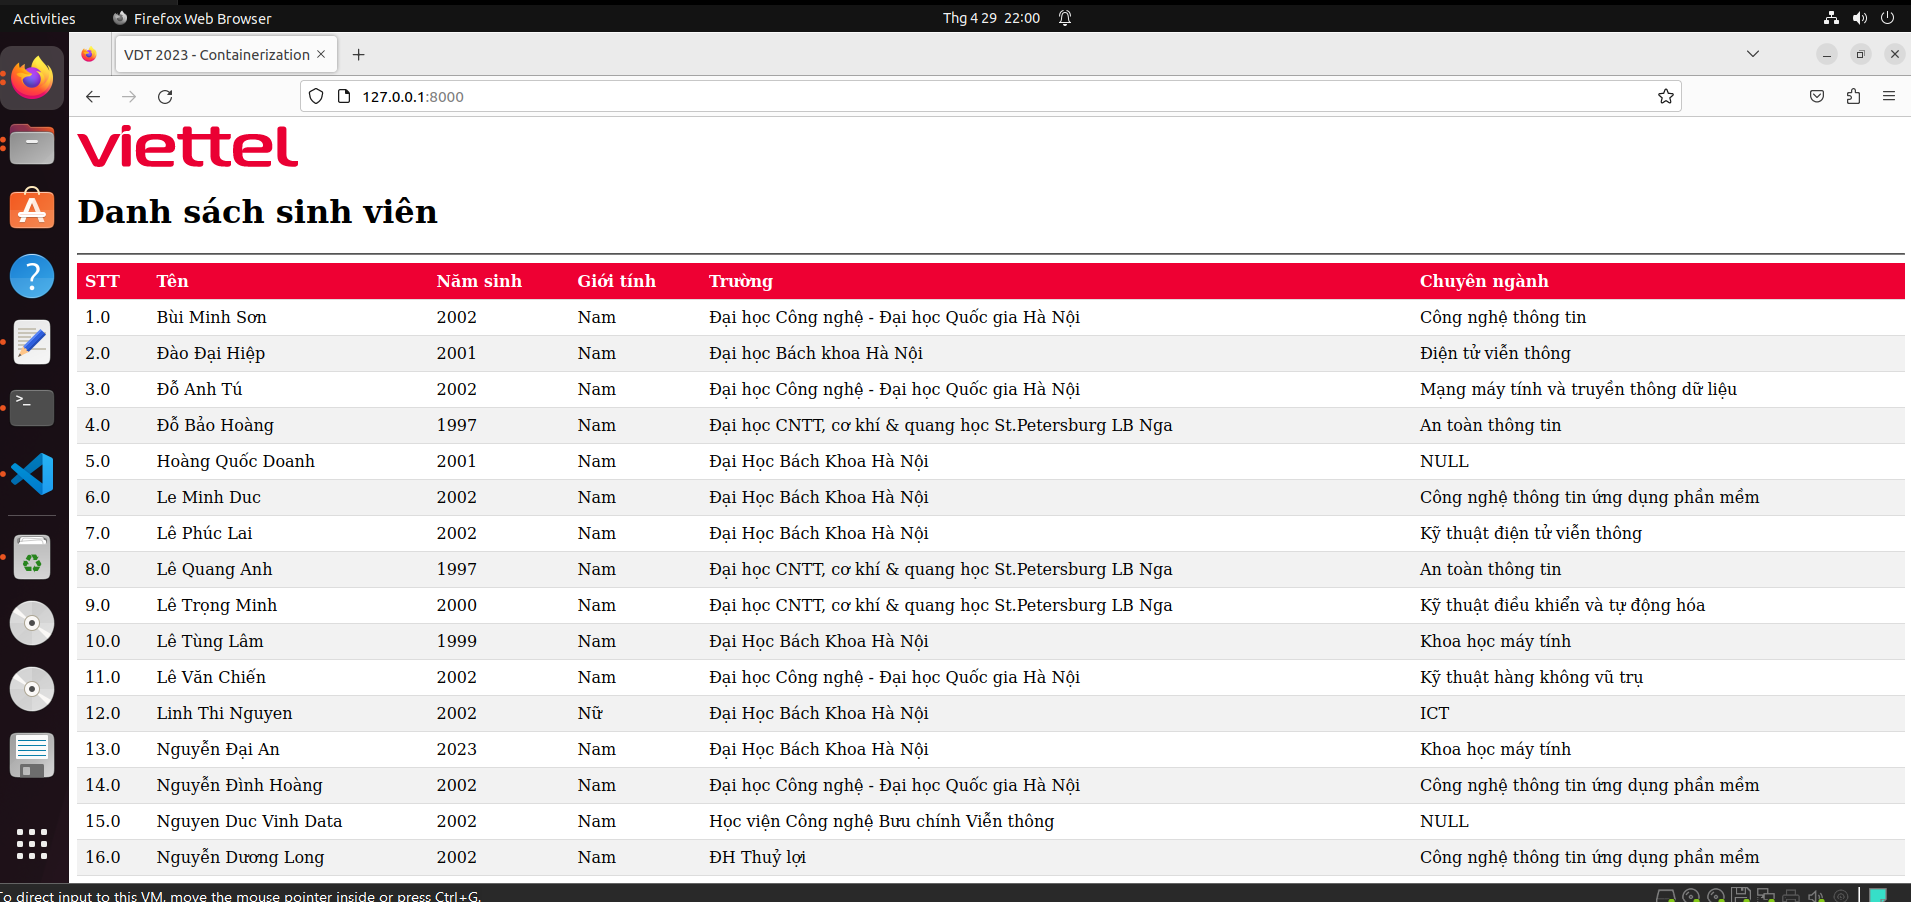 Activities Firefox Web Browser Thg 4 29 22:00
VDT 2023 - Containerization
127.0.0.1:8000
viettel
Danh sách sinh viên
STT Tên Năm sinh Giới tính Trường Chuyên ngành
1.0 Bùi Minh Sơn 2002 Nam Đại học Công nghệ - Đại học Quốc gia Hà Nội Công nghệ thông tin
2.0 Đào Đại Hiệp 2001 Nam Đại học Bách khoa Hà Nội Điện tử viễn thông
3.0 Đỗ Anh Tú 2002 Nam Đại học Công nghệ - Đại học Quốc gia Hà Nội Mạng máy tính và truyền thông dữ liệu
4.0 Đỗ Bảo Hoàng 1997 Nam Đại học CNTT, cơ khí & quang học St.Petersburg LB Nga An toàn thông tin
5.0 Hoàng Quốc Doanh 2001 Nam Đại Học Bách Khoa Hà Nội NULL
6.0 Le Minh Duc 2002 Nam Đại Học Bách Khoa Hà Nội Công nghệ thông tin ứng dụng phần mềm
7.0 Lê Phúc Lai 2002 Nam Đại Học Bách Khoa Hà Nội Kỹ thuật điện tử viễn thông
8.0 Lê Quang Anh 1997 Nam Đại học CNTT, cơ khí & quang học St.Petersburg LB Nga An toàn thông tin
9.0 Lê Trọng Minh 2000 Nam Đại học CNTT, cơ khí & quang học St.Petersburg LB Nga Kỹ thuật điều khiển và tự động hóa
10.0 Lê Tùng Lâm 1999 Nam Đại Học Bách Khoa Hà Nội Khoa học máy tính
11.0 Lê Văn Chiến 2002 Nam Đại học Công nghệ - Đại học Quốc gia Hà Nội Kỹ thuật hàng không vũ trụ
12.0 Linh Thi Nguyen 2002 Nữ Đại Học Bách Khoa Hà Nội ICT
13.0 Nguyễn Đại An 2023 Nam Đại Học Bách Khoa Hà Nội Khoa học máy tính
14.0 Nguyễn Đình Hoàng 2002 Nam Đại học Công nghệ - Đại học Quốc gia Hà Nội Công nghệ thông tin ứng dụng phần mềm
15.0 Nguyen Duc Vinh Data 2002 Nam Học viện Công nghệ Bưu chính Viễn thông NULL
16.0 Nguyễn Dương Long 2002 Nam ĐH Thuỷ lợi Công nghệ thông tin ứng dụng phần mềm
To direct input to this VM, move the mouse pointer inside or press Ctrl+G.